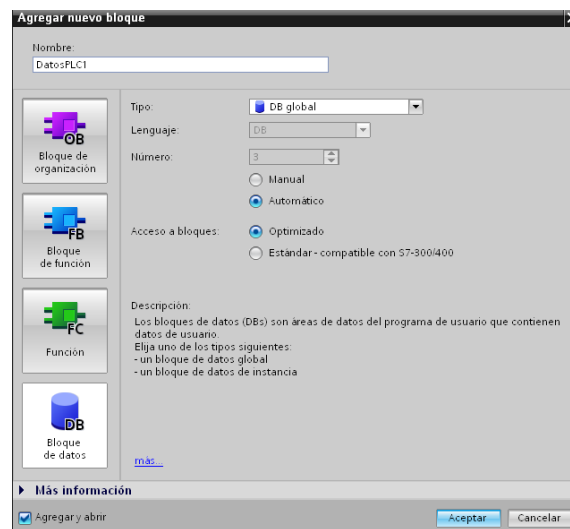 Agregar nuevo bloque
Nombre:
DatosPLC1
OB
Bloque de
organización
FB
Bloque
de función
FC
Función
DB
Bloque
de datos
Tipo:
DB global
Lenguaje:
DB
Número:
3
Manual
Automático
Acceso a bloques:
Optimizado
Estándar - compatible con S7-300/400
Descripción:
Los bloques de datos (DBs) son áreas de datos del programa de usuario que contienen
datos de usuario.
Elija uno de los tipos siguientes:
- un bloque de datos global
- un bloque de datos de instancia
más...
Más información
Agregar y abrir
Aceptar
Cancelar